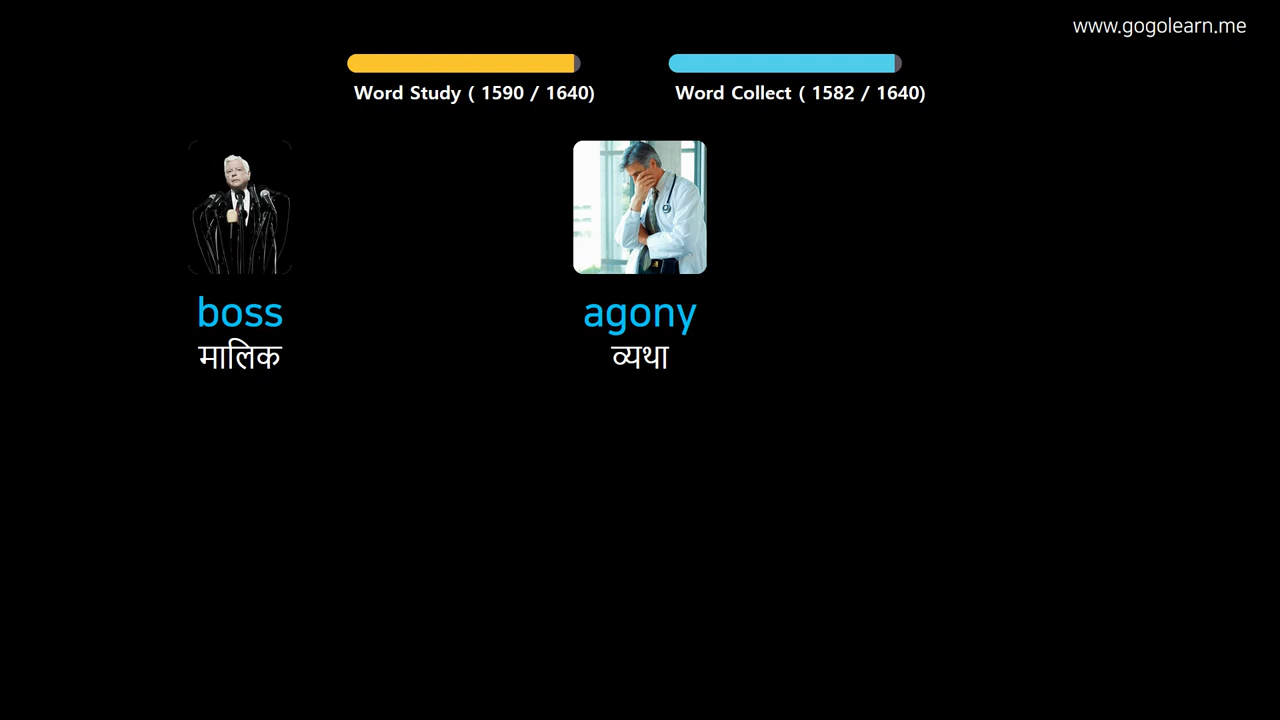 www.gogolearn.me
Word Study ( 1590 / 1640)
Word Collect ( 1582 / 1640)
boss
मालिक
agony
व्यथा